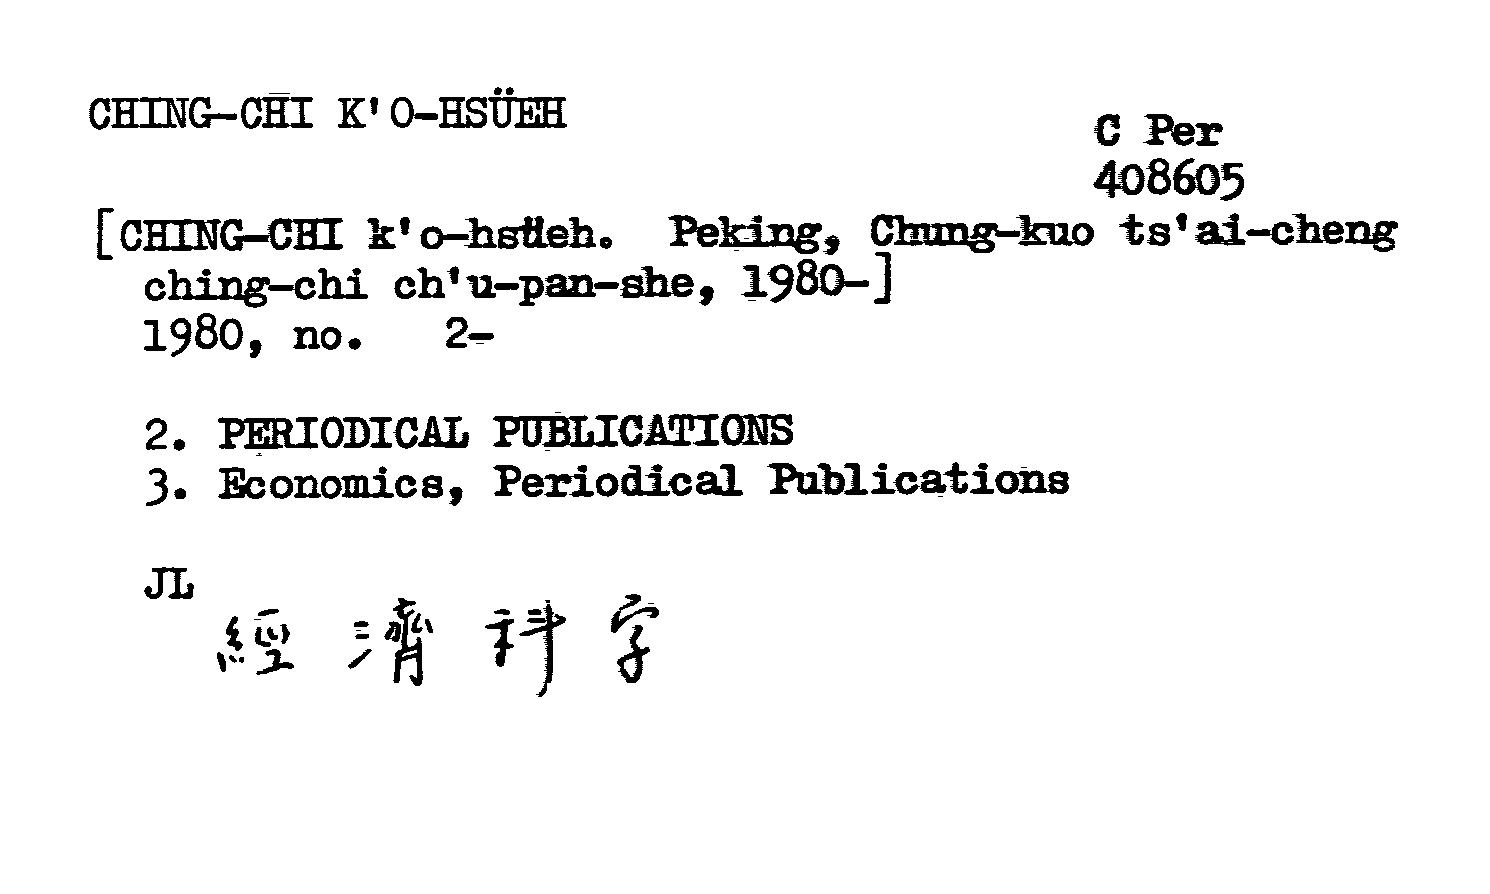 CHING-CHI K'O-HSÜEH
C Per
408605
[CHING-CHI k'o-hsüeh. Peking, Chung-kuo ts'ai-cheng
ching-chi ch'u-pan-she, 1980-]
1980, no. 2-
2. PERIODICAL PUBLICATIONS
3. Economics, Periodical Publications
JL
經 濟 科 字